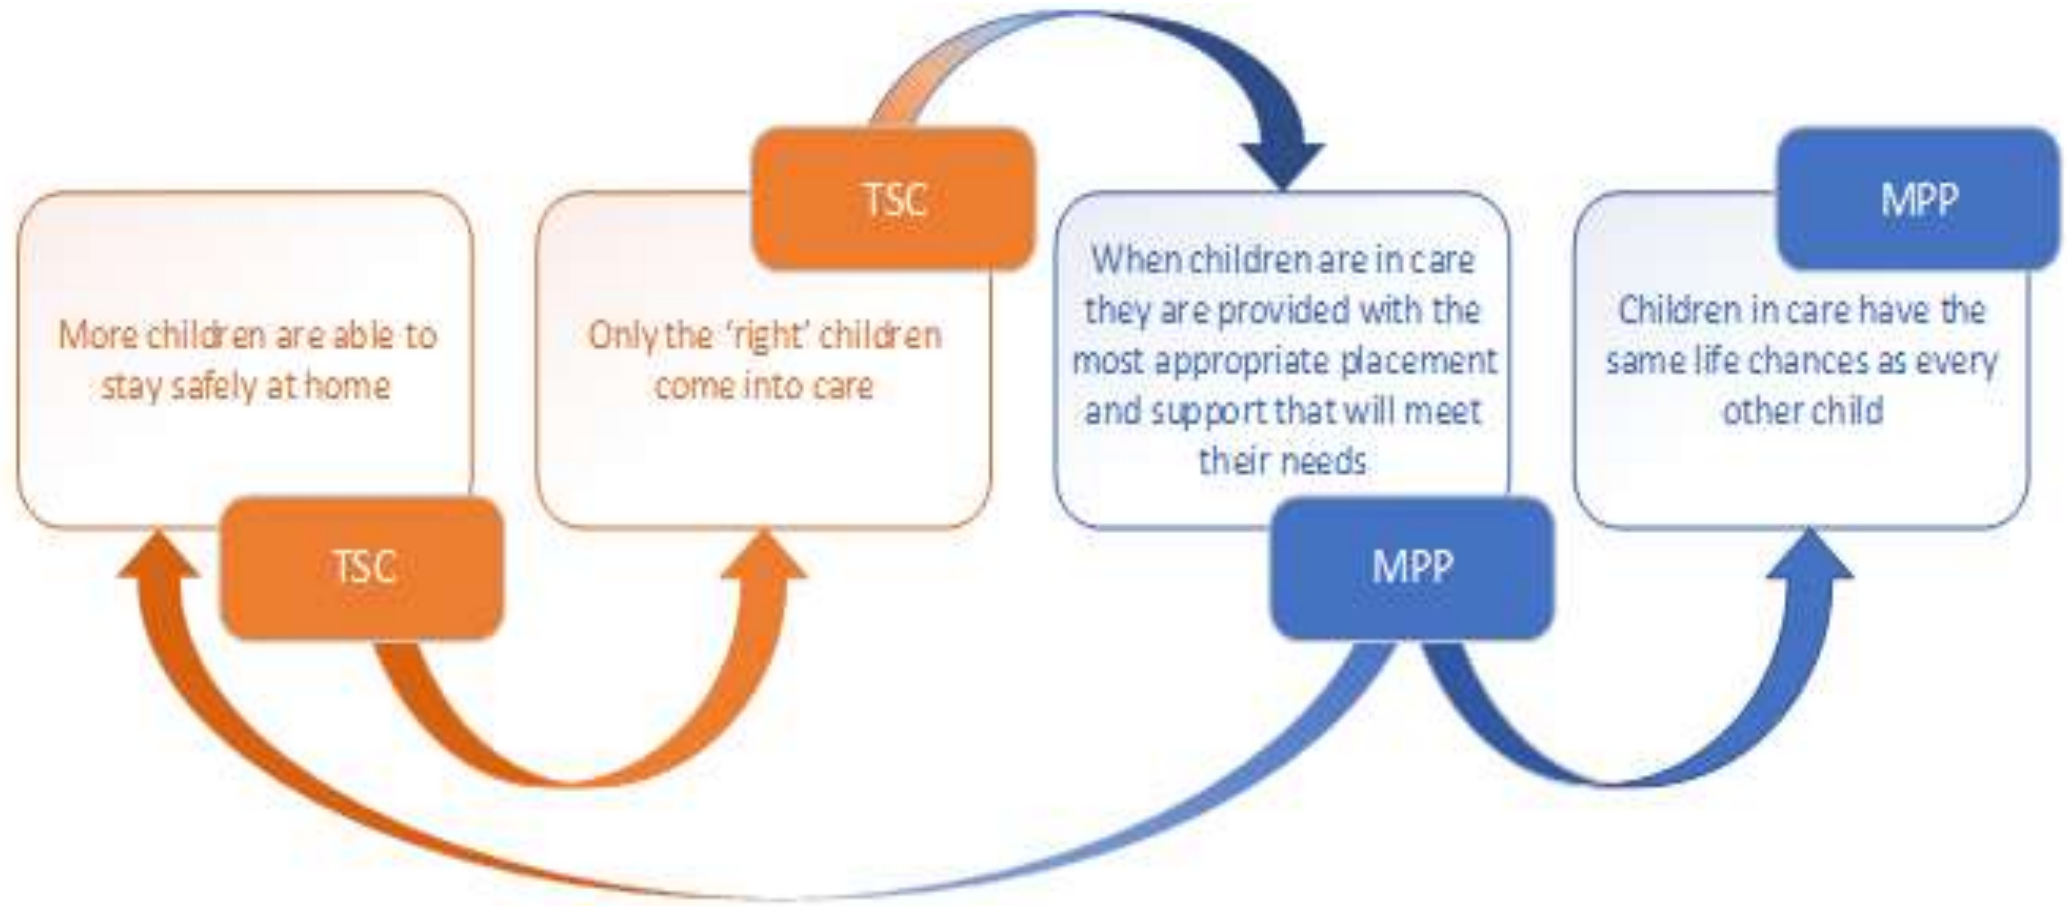 More children are able to
stay safely at home
TSC
Only the ‘right’ children
come into care
TSC
When children are in care
they are provided with the
most appropriate placement
and support that will meet
their needs
MPP
Children in care have the
same life chances as every
other child
MPP